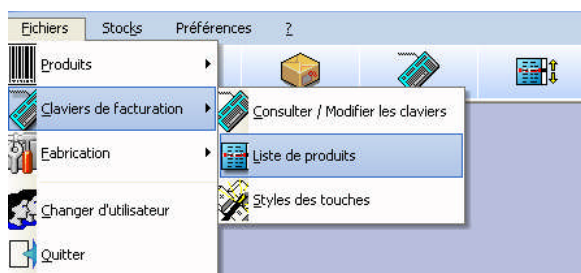 Fichiers Stocks Préférences ?
Produits
Claviers de facturation
Consulter / Modifier les claviers
Fabrication
Liste de produits
Changer d'utilisateur
Styles des touches
Quitter